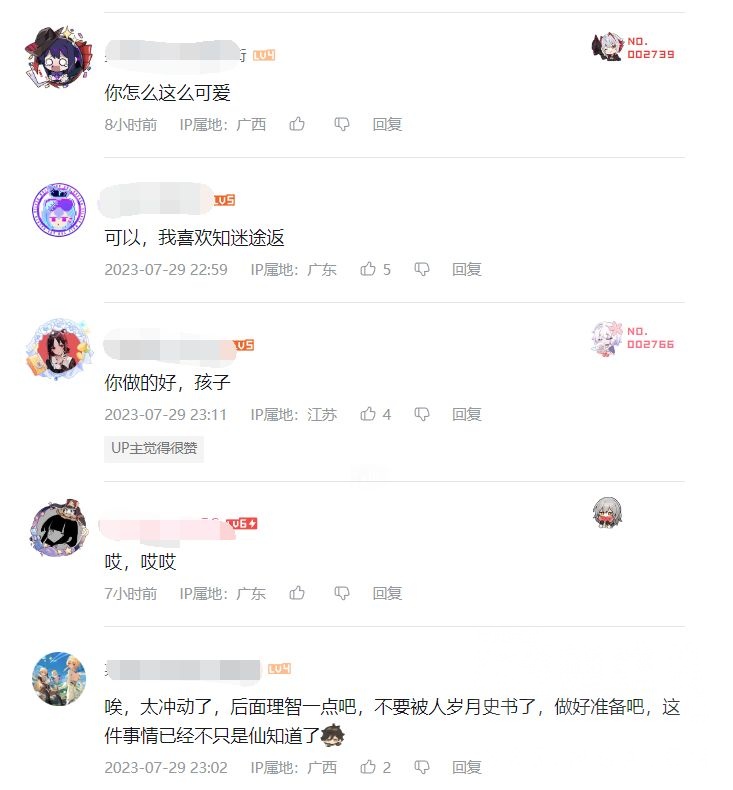 街 LV4
NO.
002739
你怎么这么可爱
8小时前 IP属地：广西 回复
LV5
可以，我喜欢知迷途返
2023-07-29 22:59 IP属地：广东 5 回复
LV5
NO.
002766
你做的好，孩子
2023-07-29 23:11 IP属地：江苏 4 回复
UP主觉得很赞
LV6
哎，哎哎
7小时前 IP属地：广东 回复
LV4
唉，太冲动了，后面理智一点吧，不要被人岁月史书了，做好准备吧，这
件事情已经不只是仙知道了
2023-07-29 23:02 IP属地：广西 2 回复